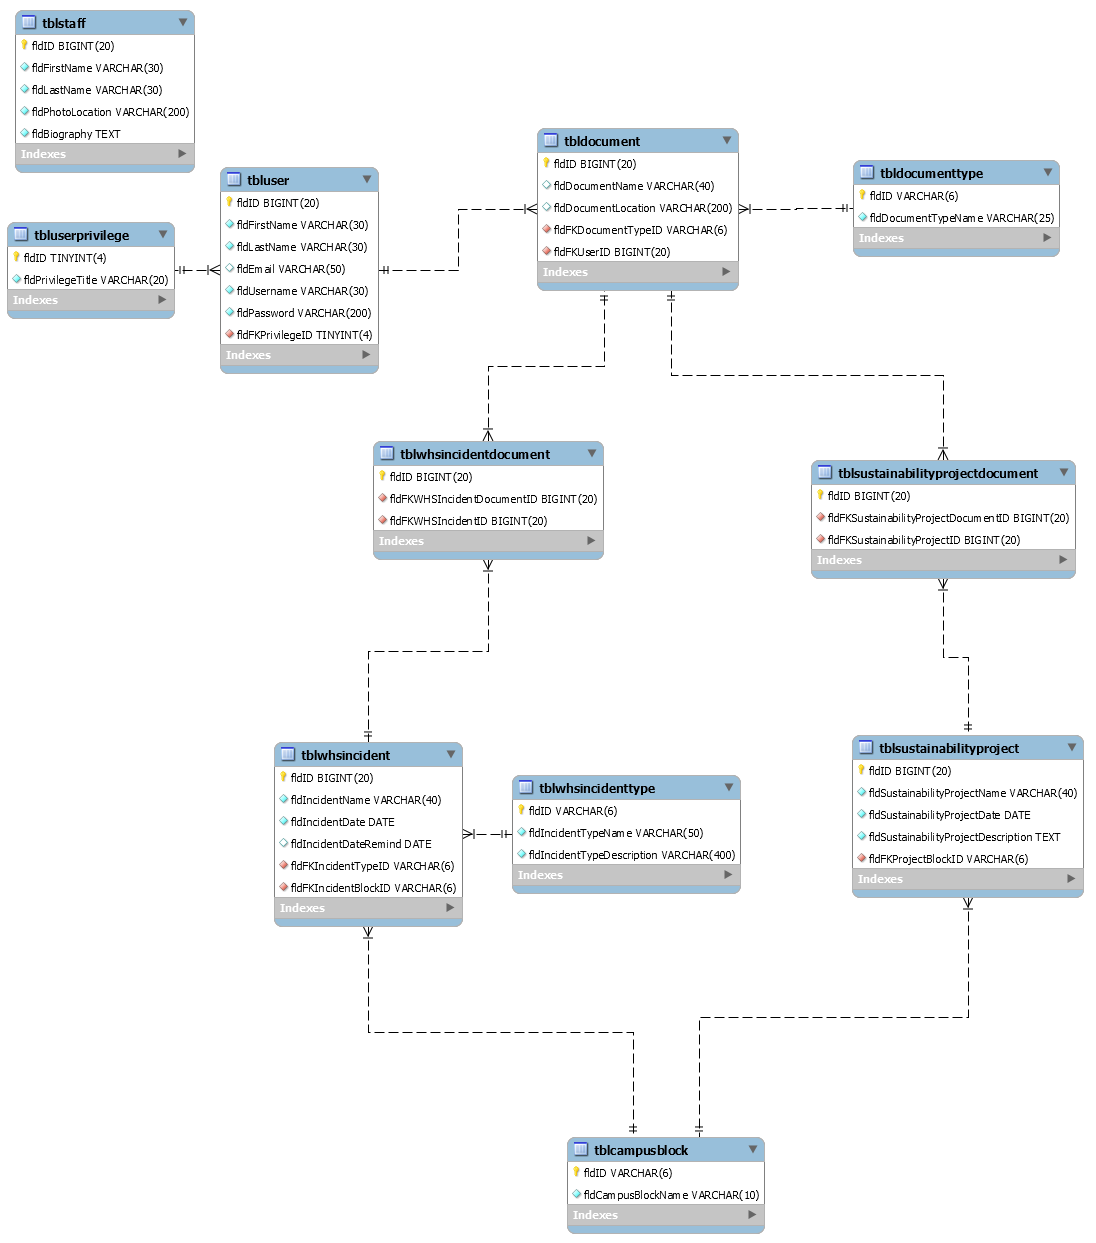 tblstaff
fldID BIGINT(20)
fldFirstName VARCHAR(30)
fldLastName VARCHAR(30)
fldPhotoLocation VARCHAR(200)
fldBiography TEXT
Indexes
tbluserprivilege
fldID TINYINT(4)
fldPrivilegeTitle VARCHAR(20)
Indexes
tbluser
fldID BIGINT(20)
fldFirstName VARCHAR(30)
fldLastName VARCHAR(30)
fldEmail VARCHAR(50)
fldUsername VARCHAR(30)
fldPassword VARCHAR(200)
fldFKPrivilegeID TINYINT(4)
Indexes
tbldocument
fldID BIGINT(20)
fldDocumentName VARCHAR(40)
fldDocumentLocation VARCHAR(200)
fldFKDocumentTypeID VARCHAR(6)
fldFKUserID BIGINT(20)
Indexes
tbldocumenttype
fldID VARCHAR(6)
fldDocumentTypeName VARCHAR(25)
Indexes
tblwhsincidentdocument
fldID BIGINT(20)
fldFKWHSIncidentDocumentID BIGINT(20)
fldFKWHSIncidentID BIGINT(20)
Indexes
tblsustainabilityprojectdocument
fldID BIGINT(20)
fldFKSustainabilityProjectDocumentID BIGINT(20)
fldFKSustainabilityProjectID BIGINT(20)
Indexes
tblwhsincident
fldID BIGINT(20)
fldIncidentName VARCHAR(40)
fldIncidentDate DATE
fldIncidentDateRemind DATE
fldFKIncidentTypeID VARCHAR(6)
fldFKIncidentBlockID VARCHAR(6)
Indexes
tblwhsincidenttype
fldID VARCHAR(6)
fldIncidentTypeName VARCHAR(50)
fldIncidentTypeDescription VARCHAR(400)
Indexes
tblsustainabilityproject
fldID BIGINT(20)
fldSustainabilityProjectName VARCHAR(40)
fldSustainabilityProjectDate DATE
fldSustainabilityProjectDescription TEXT
fldFKProjectBlockID VARCHAR(6)
Indexes
tblcampusblock
fldID VARCHAR(6)
fldCampusBlockName VARCHAR(10)
Indexes